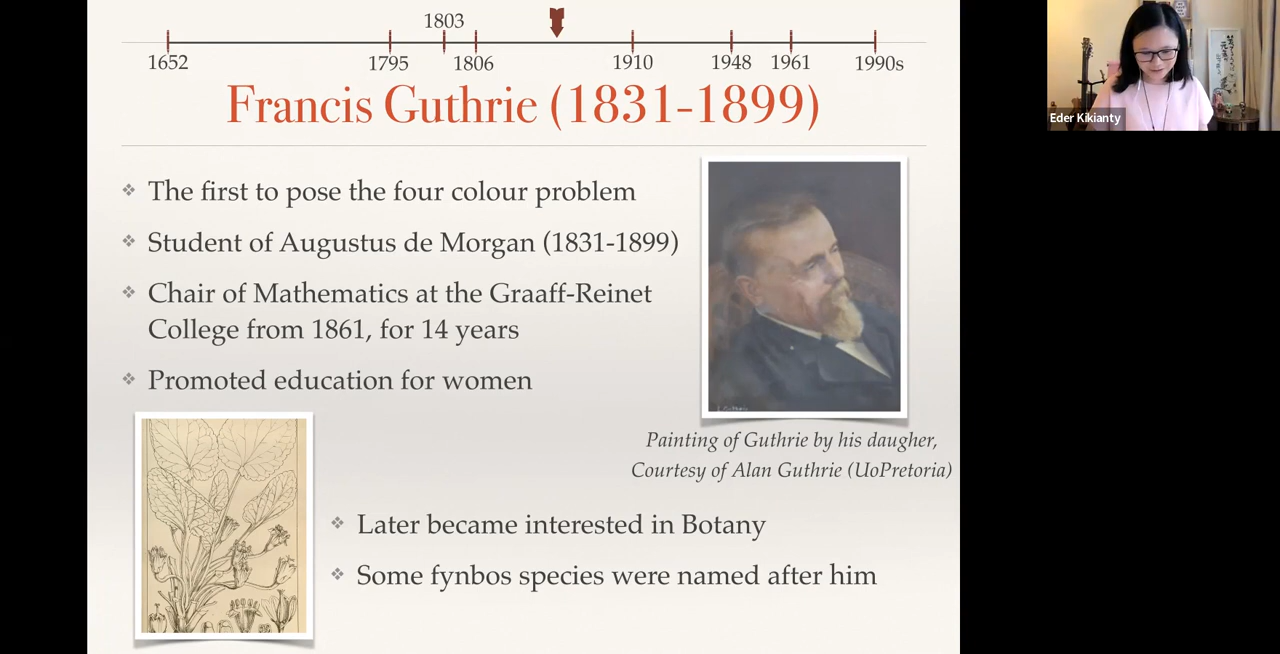 1803
1652 1795 1806 1910 1948 1961 1990s
Francis Guthrie (1831-1899)
Eder Kikianty
❖ The first to pose the four colour problem
❖ Student of Augustus de Morgan (1831-1899)
❖ Chair of Mathematics at the Graaff-Reinet
College from 1861, for 14 years
❖ Promoted education for women
Painting of Guthrie by his daugher,
Courtesy of Alan Guthrie (UoPretoria)
❖ Later became interested in Botany
❖ Some fynbos species were named after him